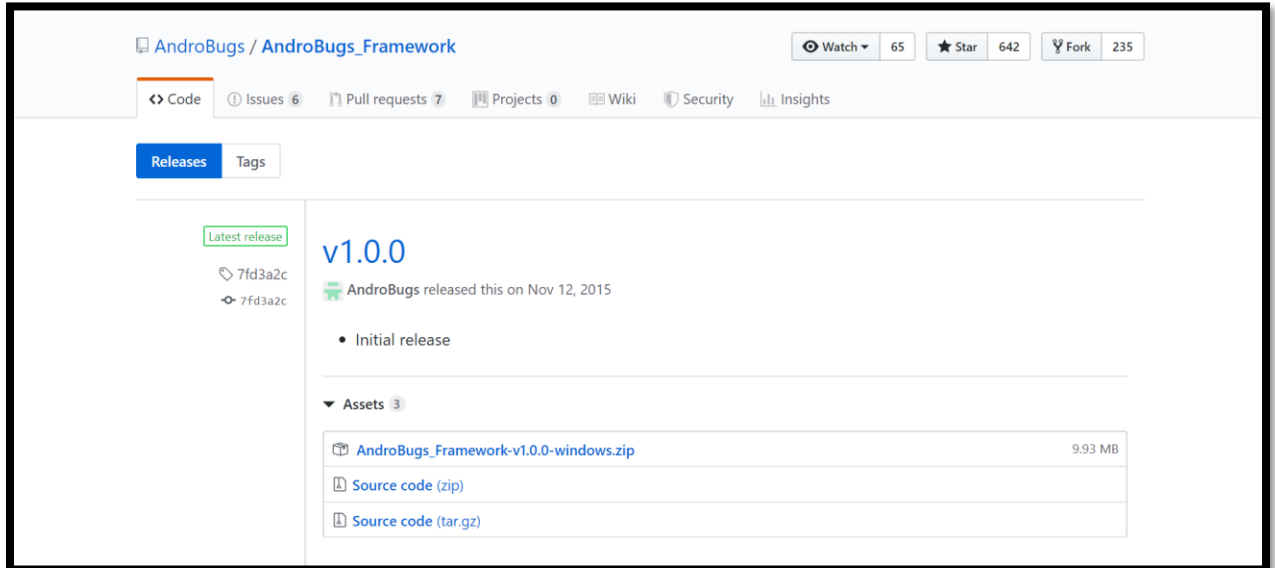 AndroBugs / AndroBugs_Framework
Watch 65 Star 642 Fork 235
Code Issues 6 Pull requests 7 Projects 0 Wiki Security Insights
Releases Tags
Latest release
7fd3a2c
7fd3a2c
v1.0.0
AndroBugs released this on Nov 12, 2015
• Initial release
Assets 3
AndroBugs_Framework-v1.0.0-windows.zip 9.93 MB
Source code (zip)
Source code (tar.gz)